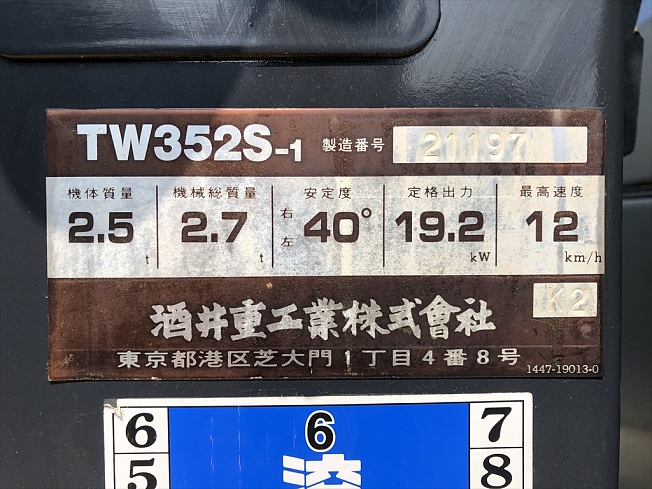 TW352S-1 製造番号 21197
機体質量 機械総質量 安定度 定格出力 最高速度
2.5 t 2.7 t 右 左 40° 19.2 kW 12 km/h
K2
酒井重工業株式會社
東京都港区芝大門1丁目4番8号
1447-19013-0
6 6 7
5 済 8